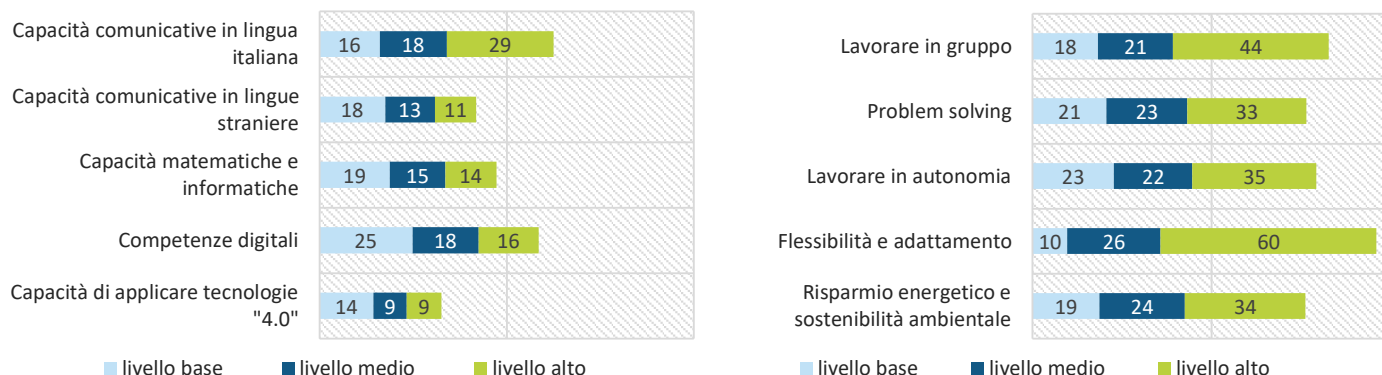 Capacità comunicative in lingua
italiana
16 18 29
Capacità comunicative in lingue
straniere
18 13 11
Capacità matematiche e
informatiche
19 15 14
Competenze digitali
25 18 16
Capacità di applicare tecnologie
"4.0"
14 9 9
livello base livello medio livello alto
Lavorare in gruppo
18 21 44
Problem solving
21 23 33
Lavorare in autonomia
23 22 35
Flessibilità e adattamento
10 26 60
Risparmio energetico e
sostenibilità ambientale
19 24 34
livello base livello medio livello alto